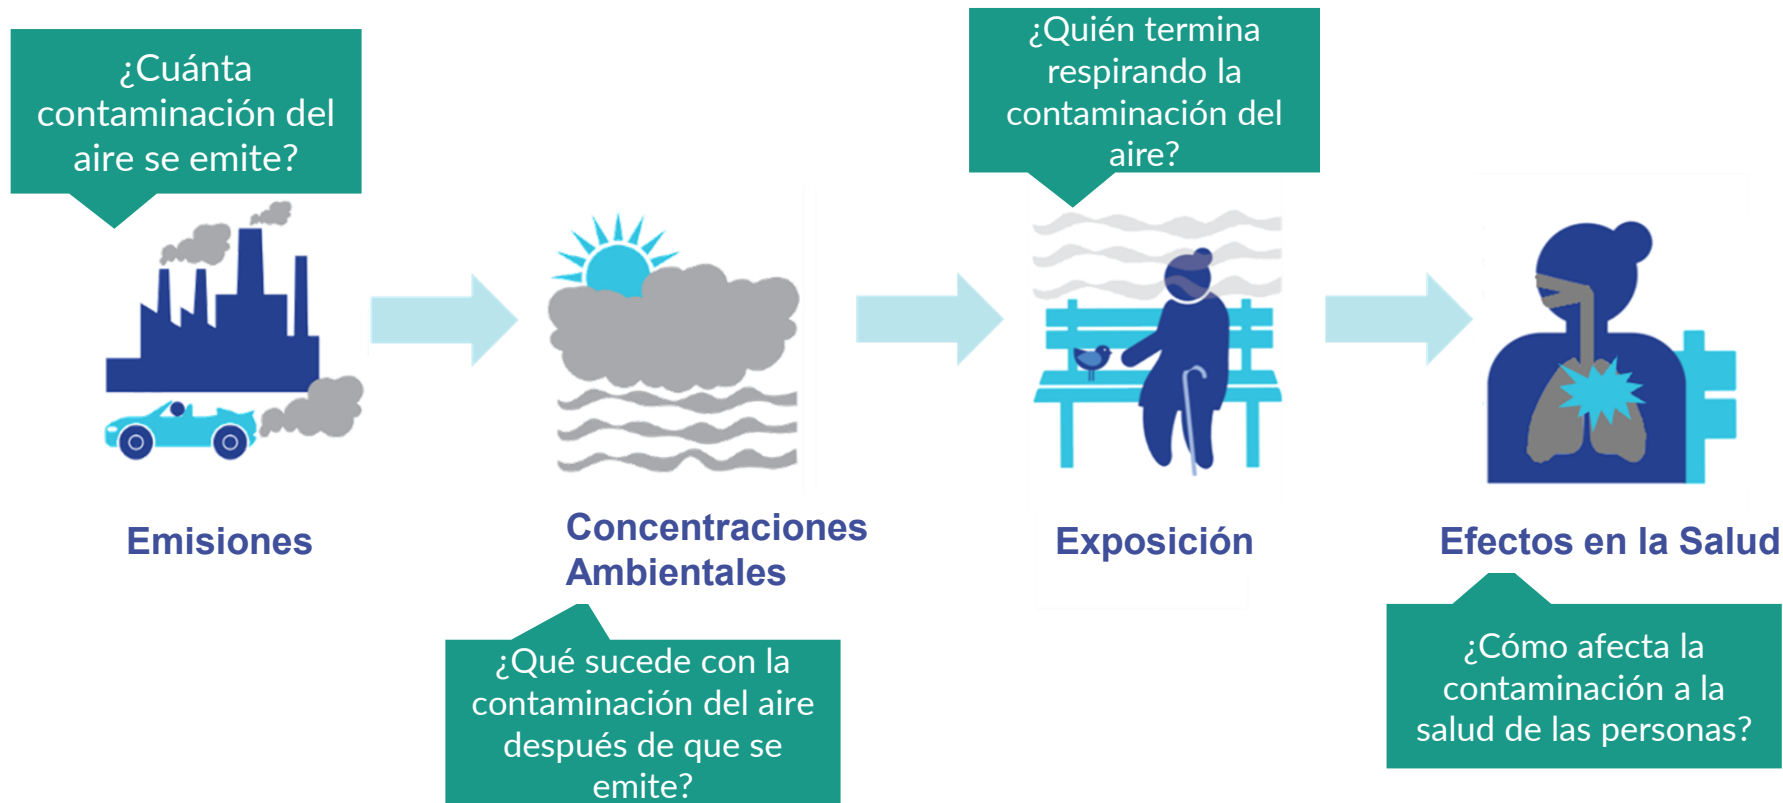 ¿Cuánta
contaminación del
aire se emite?
Emisiones
Concentraciones
Ambientales
¿Qué sucede con la
contaminación del aire
después de que se
emite?
¿Quién termina
respirando la
contaminación del
aire?
Exposición
Efectos en la Salud
¿Cómo afecta la
contaminación a la
salud de las personas?